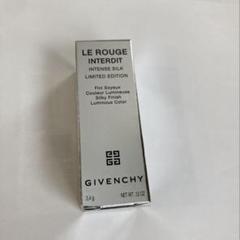 LE ROUGE
INTERDIT
INTENSE SILK
LIMITED EDITION
Fini Soyeux
Couleur Lumineuse
Silky Finish
Luminous Color
GIVENCHY
3.4g NET WT. .12 OZ.